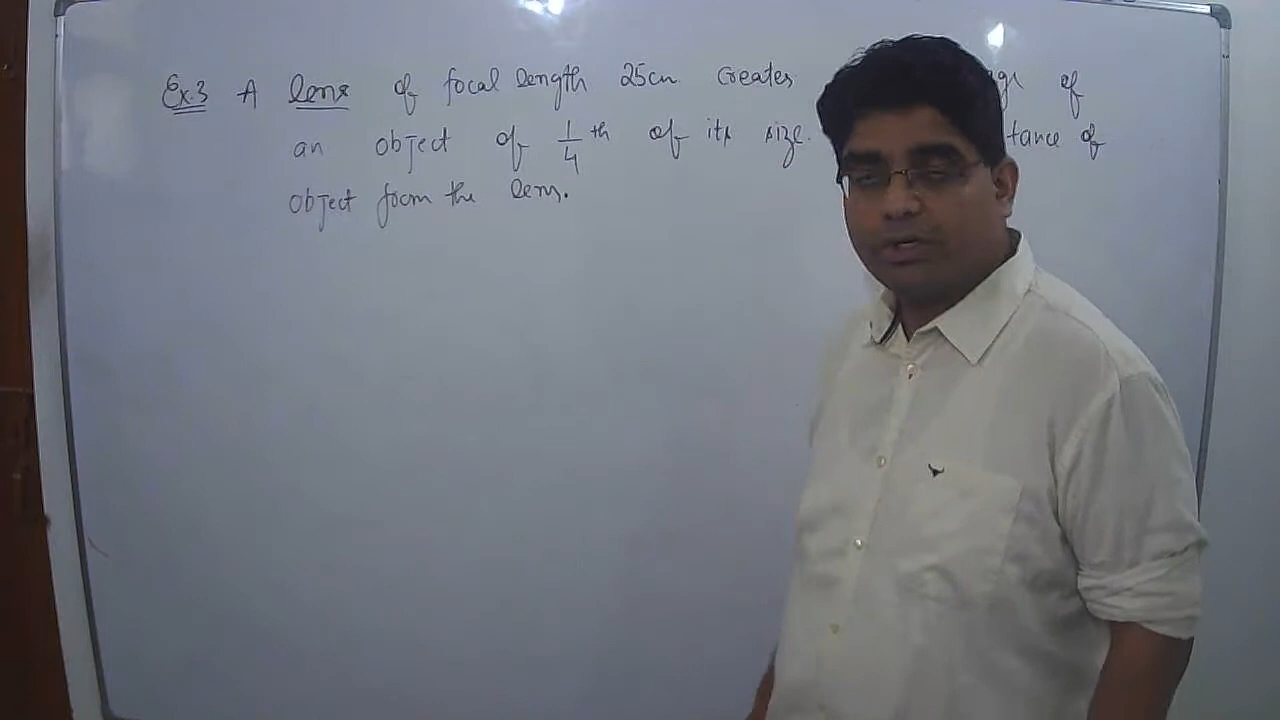 Ex.3 A lens of focal length 25cm creates of
an object of 1/4 th of its size. of
object from the lens.